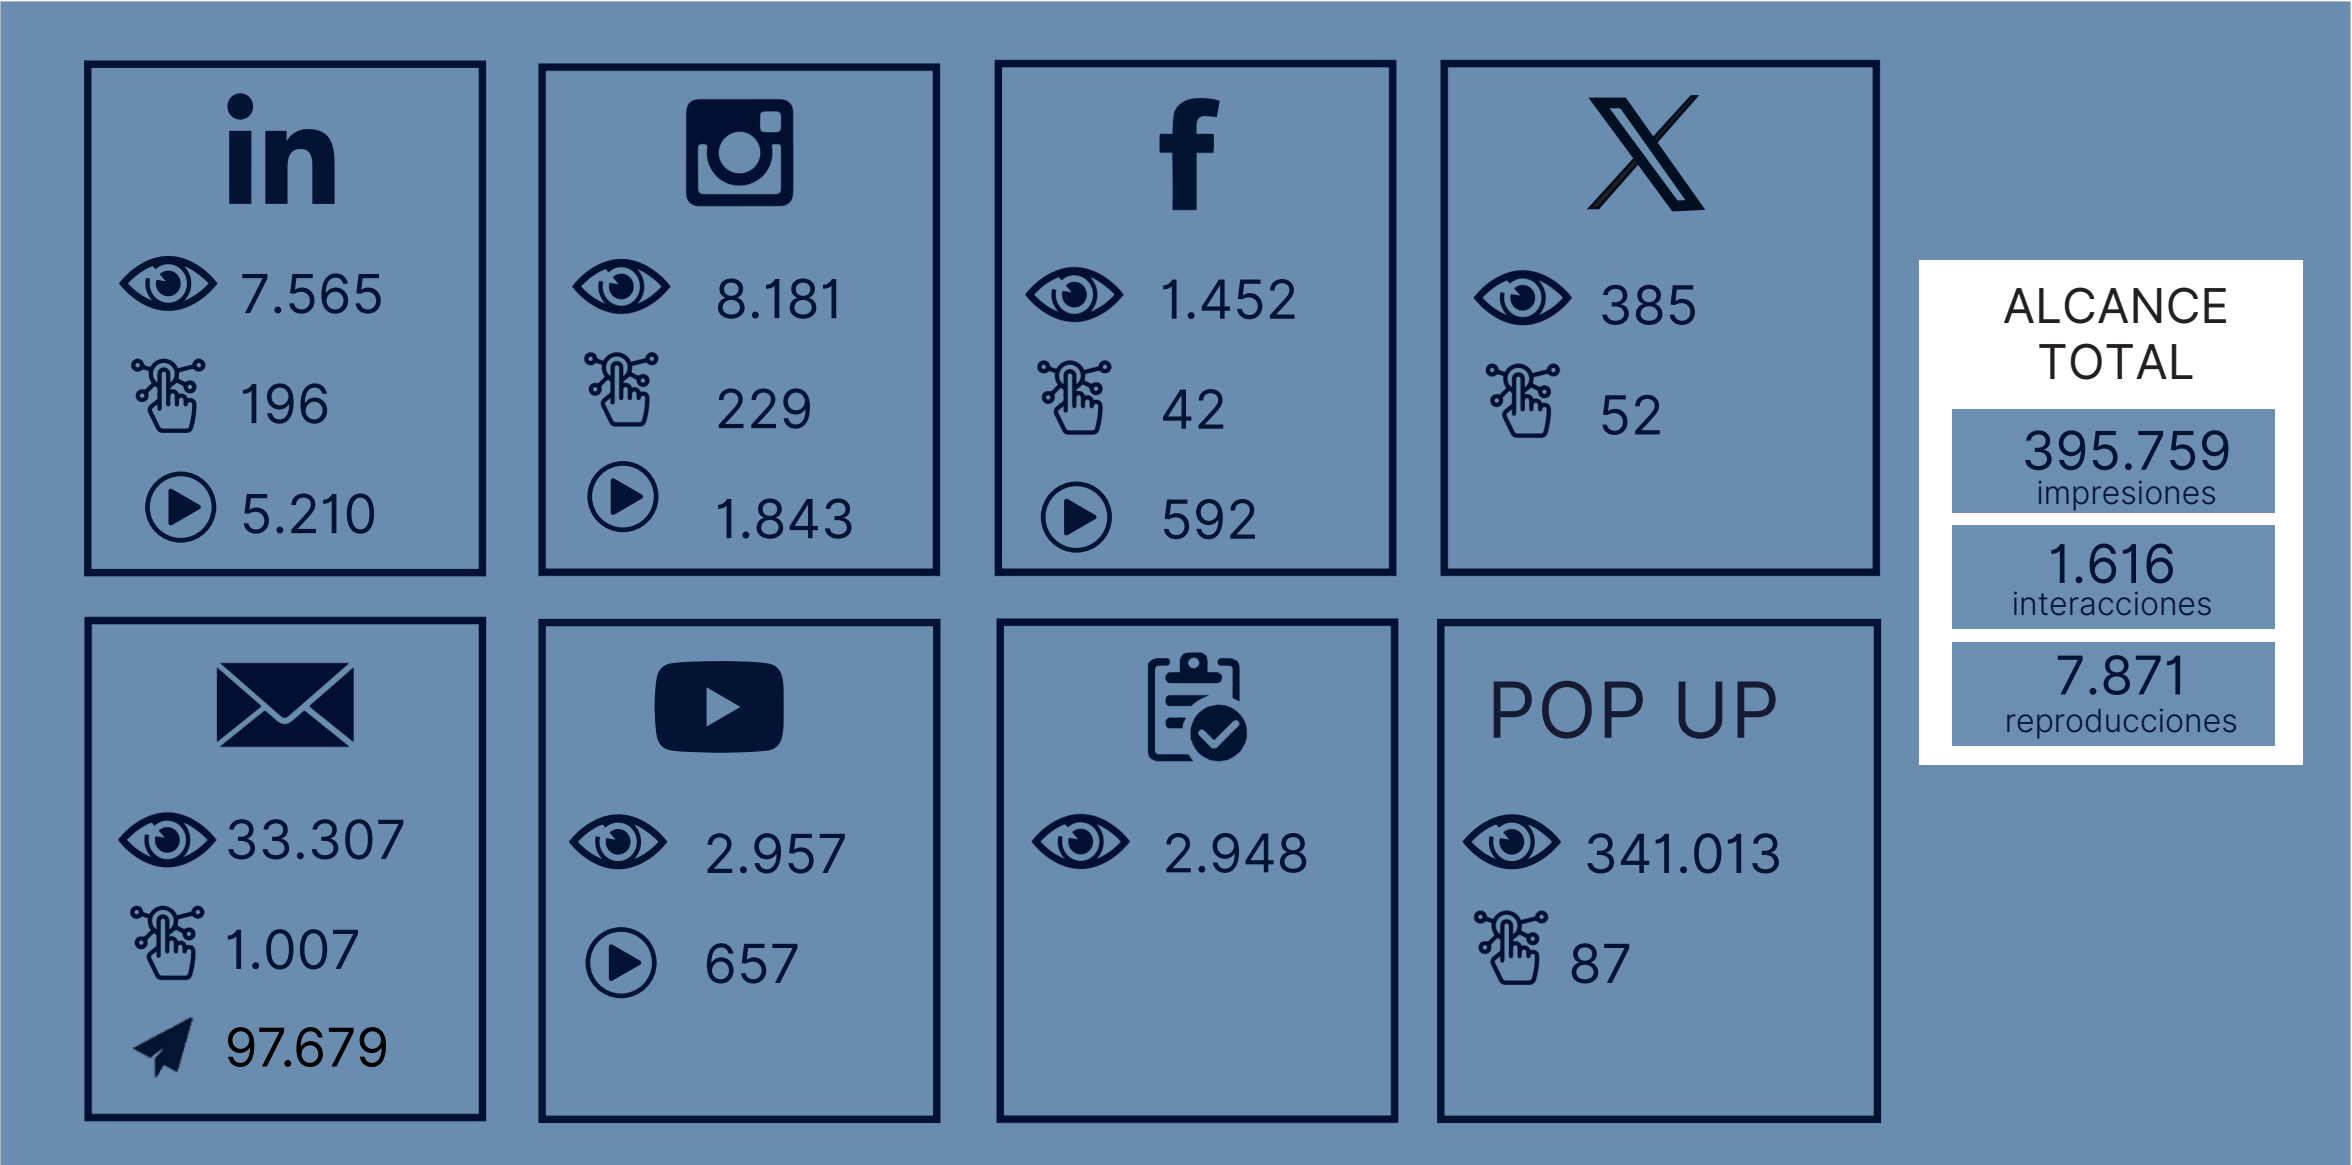 in
7.565
196
5.210
8.181
229
1.843
f
1.452
42
592
X
385
52
33.307
1.007
97.679
2.957
657
2.948
POP UP
341.013
87
ALCANCE
TOTAL
395.759
impresiones
1.616
interacciones
7.871
reproducciones